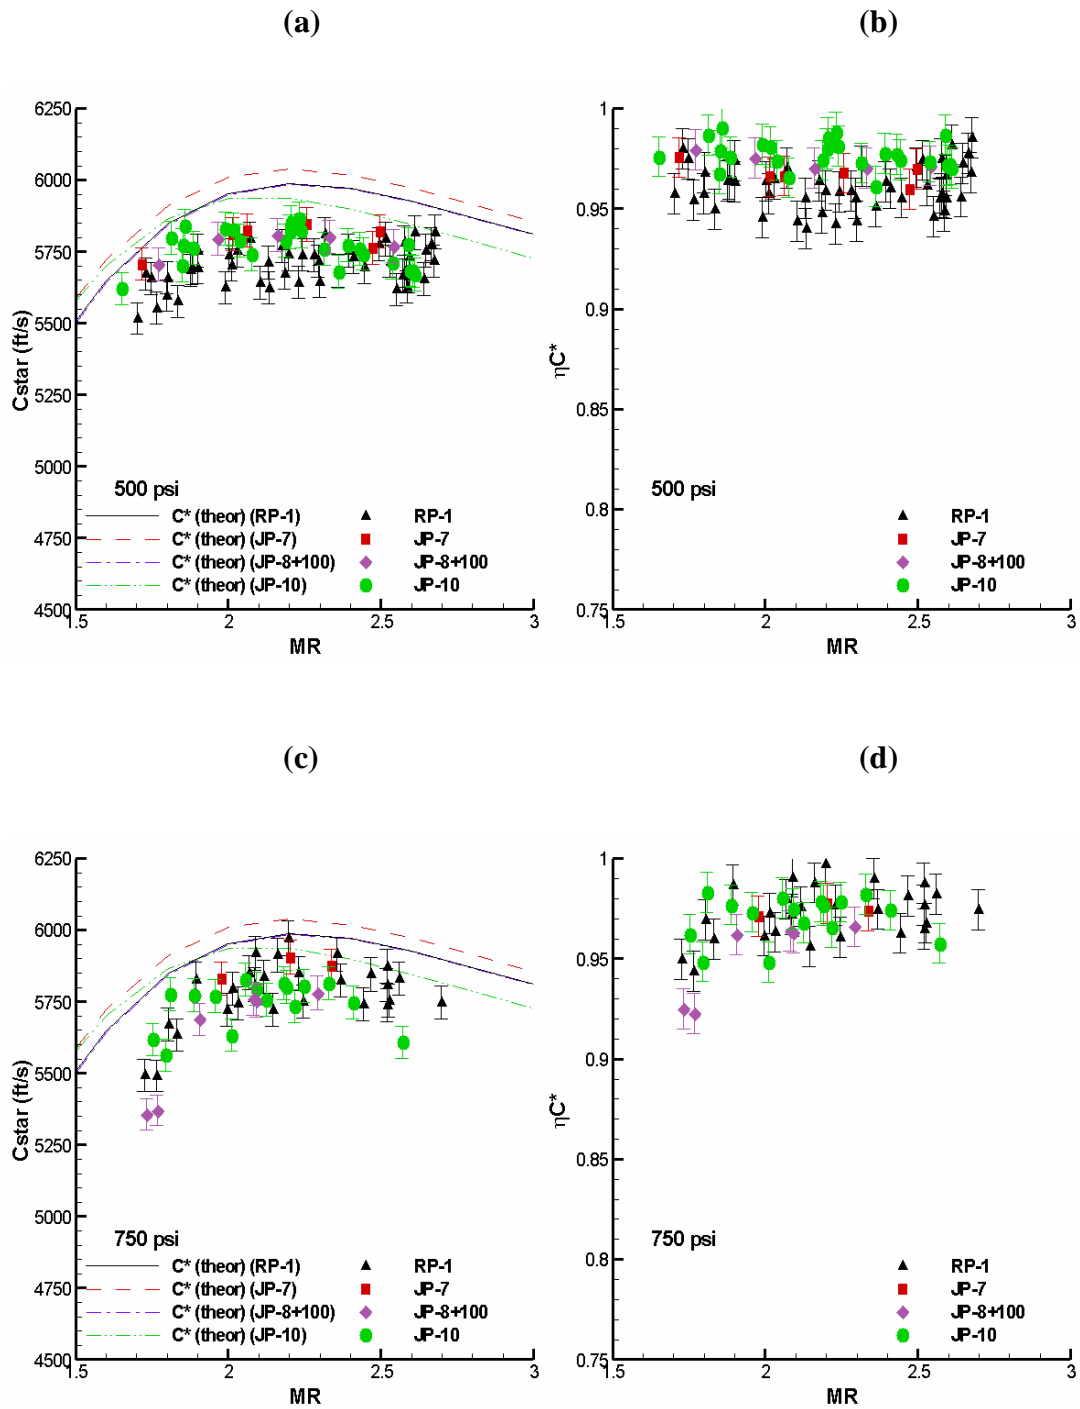 (a)
6250
6000
5750
5500
5250
5000
4750
4500
Cstar (ft/s)
500 psi
C* (theor) (RP-1)
C* (theor) (JP-7)
C* (theor) (JP-8+100)
C* (theor) (JP-10)
RP-1
JP-7
JP-8+100
JP-10
1.5 2 2.5 3
MR
(b)
1
0.95
0.9
0.85
0.8
0.75
ηC*
500 psi
RP-1
JP-7
JP-8+100
JP-10
1.5 2 2.5 3
MR
(c)
6250
6000
5750
5500
5250
5000
4750
4500
Cstar (ft/s)
750 psi
C* (theor) (RP-1)
C* (theor) (JP-7)
C* (theor) (JP-8+100)
C* (theor) (JP-10)
RP-1
JP-7
JP-8+100
JP-10
1.5 2 2.5 3
MR
(d)
1
0.95
0.9
0.85
0.8
0.75
ηC*
750 psi
RP-1
JP-7
JP-8+100
JP-10
1.5 2 2.5 3
MR